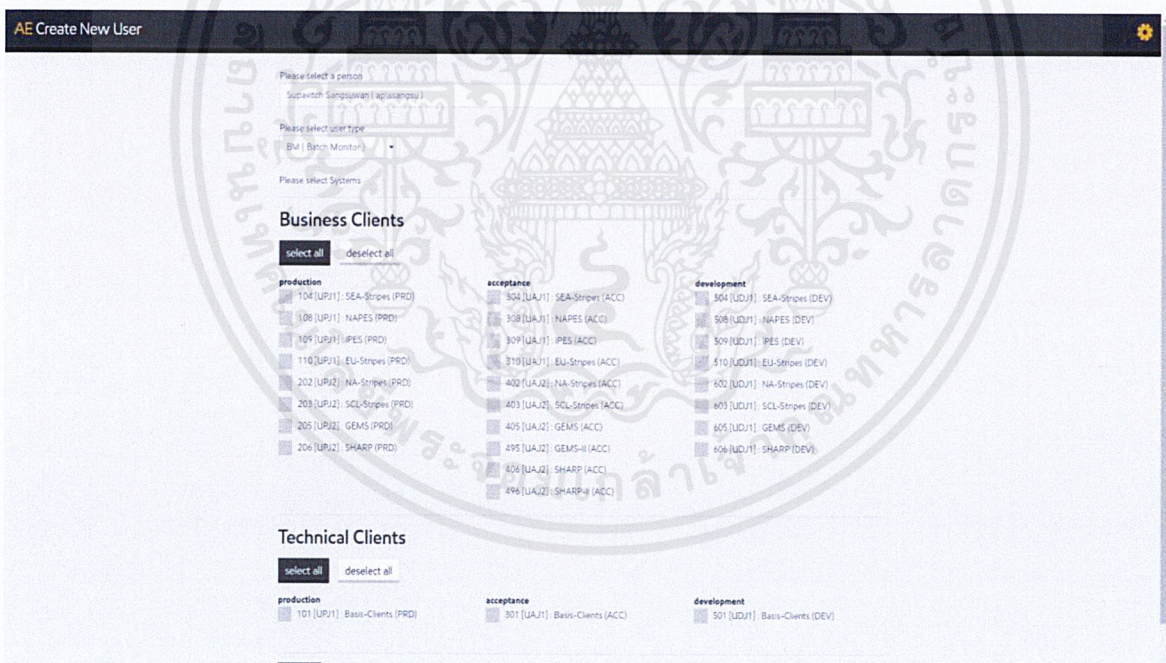 AE Create New User
Please select a person
Supavitch Sangsuwan
Please select user type
BM ( Batch Monitor )
Please select Systems
Business Clients
select all deselect all
production
104 [UPJ1] : SEA-Stripes (PRD)
108 [UPJ1] : NAPES (PRD)
109 [UPJ1] : IPES (PRD)
110 [UPJ1] : EU-Stripes (PRD)
202 [UPJ2] : NA-Stripes (PRD)
203 [UPJ2] : SCL-Stripes (PRD)
205 [UPJ2] : GEMS (PRD)
206 [UPJ2] : SHARP (PRD)
acceptance
304 [UAJ1] : SEA-Stripes (ACC)
308 [UAJ1] : NAPES (ACC)
309 [UAJ1] : IPES (ACC)
310 [UAJ1] : EU-Stripes (ACC)
402 [UAJ2] : NA-Stripes (ACC)
403 [UAJ2] : SCL-Stripes (ACC)
405 [UAJ2] : GEMS (ACC)
495 [UAJ2] : GEMS-II (ACC)
406 [UAJ2] : SHARP (ACC)
496 [UAJ2] : SHARP-II (ACC)
development
504 [UDJ1] : SEA-Stripes (DEV)
508 [UDJ1] : NAPES (DEV)
509 [UDJ1] : IPES (DEV)
510 [UDJ1] : EU-Stripes (DEV)
602 [UDJ1] : NA-Stripes (DEV)
603 [UDJ1] : SCL-Stripes (DEV)
605 [UDJ1] : GEMS (DEV)
606 [UDJ1] : SHARP (DEV)
Technical Clients
select all deselect all
production
101 [UPJ1] : Basis-Clients (PRD)
acceptance
301 [UAJ1] : Basis-Clients (ACC)
development
501 [UDJ1] : Basis-Clients (DEV)